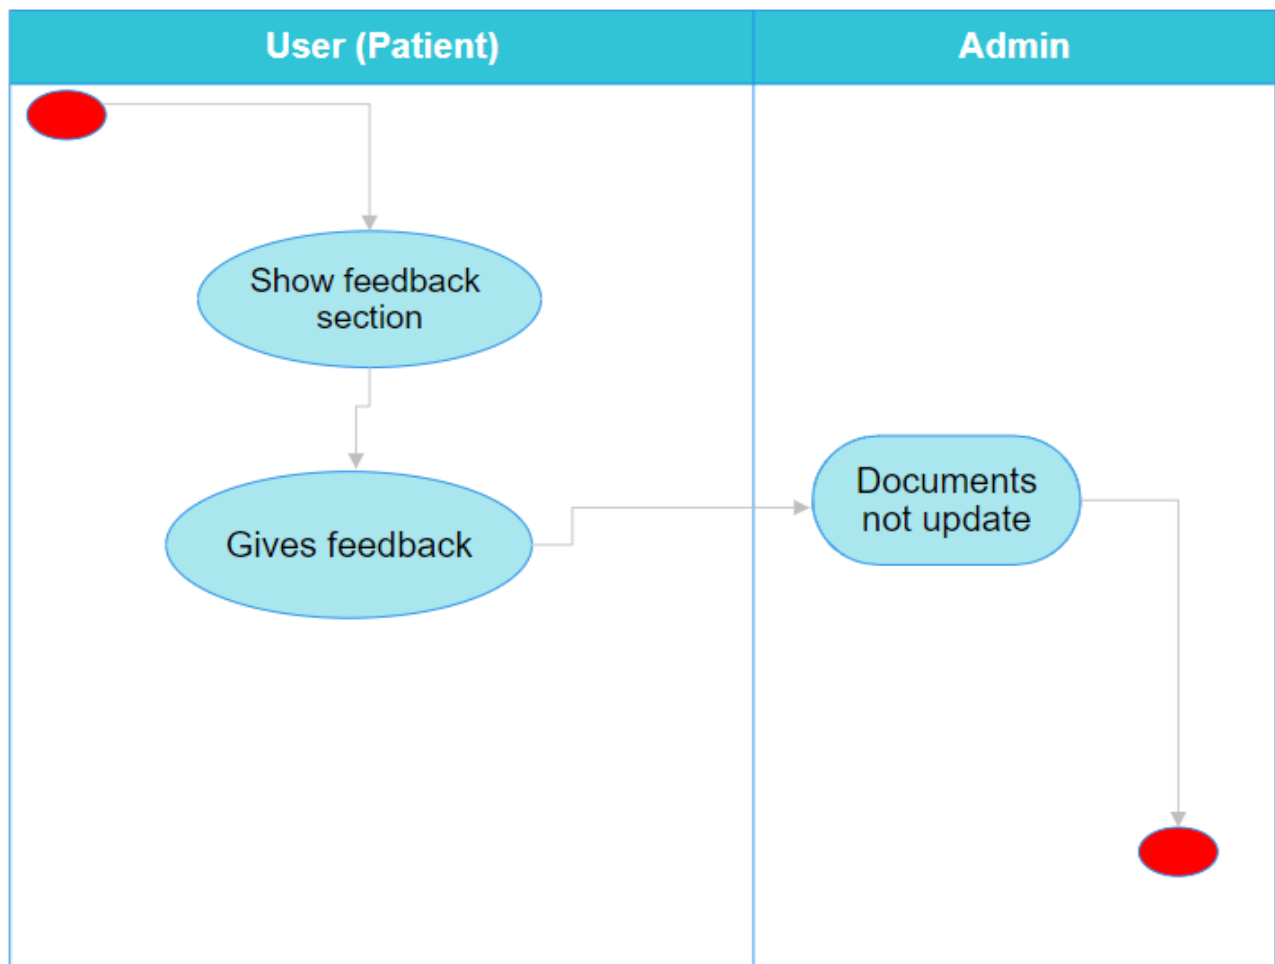 User (Patient)
Admin
Show feedback
section
Gives feedback
Documents
not update